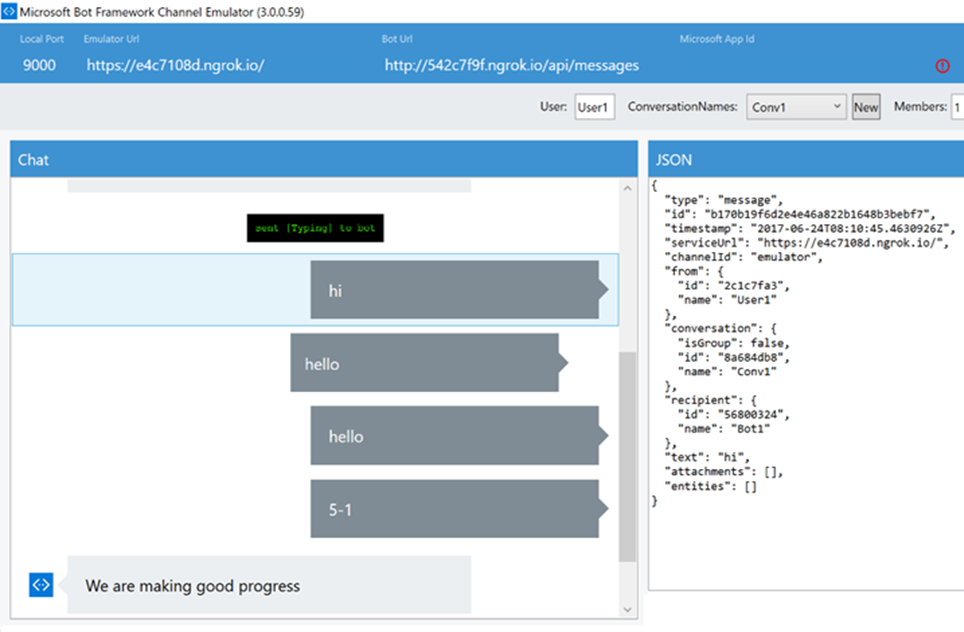 Microsoft Bot Framework Channel Emulator (3.0.0.59)
Local Port Emulator Url Bot Url Microsoft App Id
9000 https://e4c7108d.ngrok.io/ http://542c7f9f.ngrok.io/api/messages
User: User1 ConversationNames: Conv1 New Members: 1
Chat
sent [Typing] to bot
hi
hello
hello
5-1
We are making good progress
JSON
{
"type": "message",
"id": "b170b19f6d2e4e46a822b1648b3bebf7",
"timestamp": "2017-06-24T08:10:45.4630926Z",
"serviceUrl": "https://e4c7108d.ngrok.io/",
"channelId": "emulator",
"from": {
"id": "2c1c7fa3",
"name": "User1"
},
"conversation": {
"isGroup": false,
"id": "8a684db8",
"name": "Conv1"
},
"recipient": {
"id": "56800324",
"name": "Bot1"
},
"text": "hi",
"attachments": [],
"entities": []
}